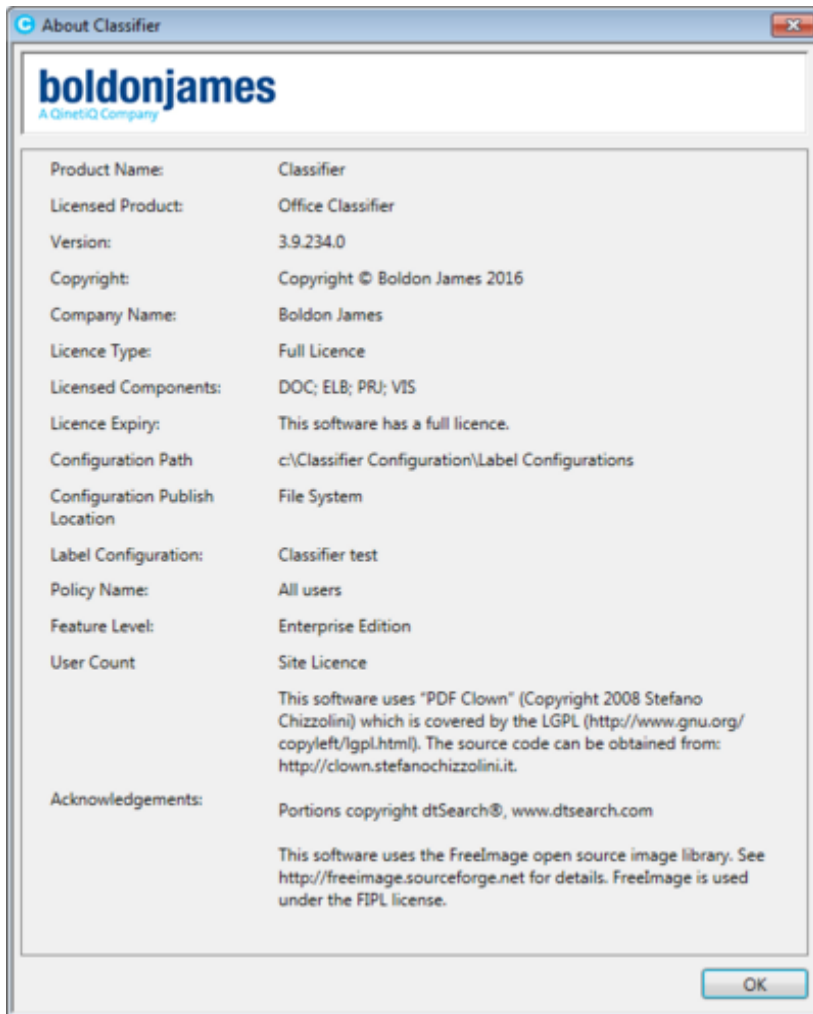 About Classifier
boldonjames
A QinetiQ Company
Product Name: Classifier
Licensed Product: Office Classifier
Version: 3.9.234.0
Copyright: Copyright © Boldon James 2016
Company Name: Boldon James
Licence Type: Full Licence
Licensed Components: DOC; ELB; PRJ; VIS
Licence Expiry: This software has a full licence.
Configuration Path c:\Classifier Configuration\Label Configurations
Configuration Publish File System
Location
Label Configuration: Classifier test
Policy Name: All users
Feature Level: Enterprise Edition
User Count Site Licence
This software uses "PDF Clown" (Copyright 2008 Stefano
Chizzolini) which is covered by the LGPL (http://www.gnu.org/
copyleft/lgpl.html). The source code can be obtained from:
http://clown.stefanochizzolini.it.
Acknowledgements:
Portions copyright dtSearch®, www.dtsearch.com
This software uses the FreeImage open source image library. See
http://freeimage.sourceforge.net for details. FreeImage is used
under the FIPL license.
OK